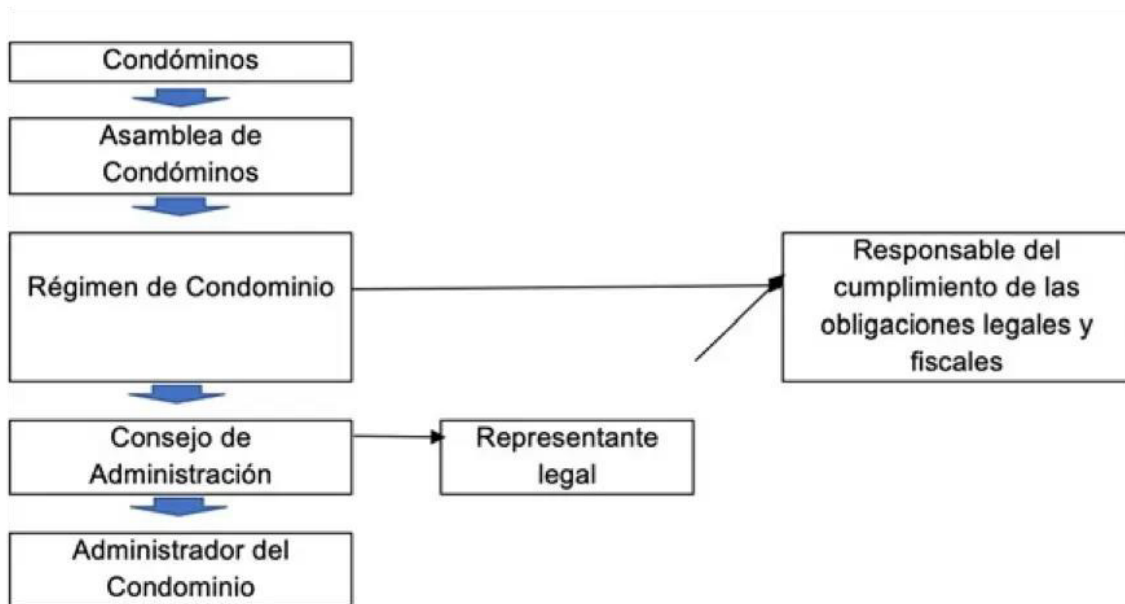 Condóminos
Asamblea de
Condóminos
Régimen de Condominio
Responsable del
cumplimiento de las
obligaciones legales y
fiscales
Consejo de
Administración
Representante
legal
Administrador del
Condominio